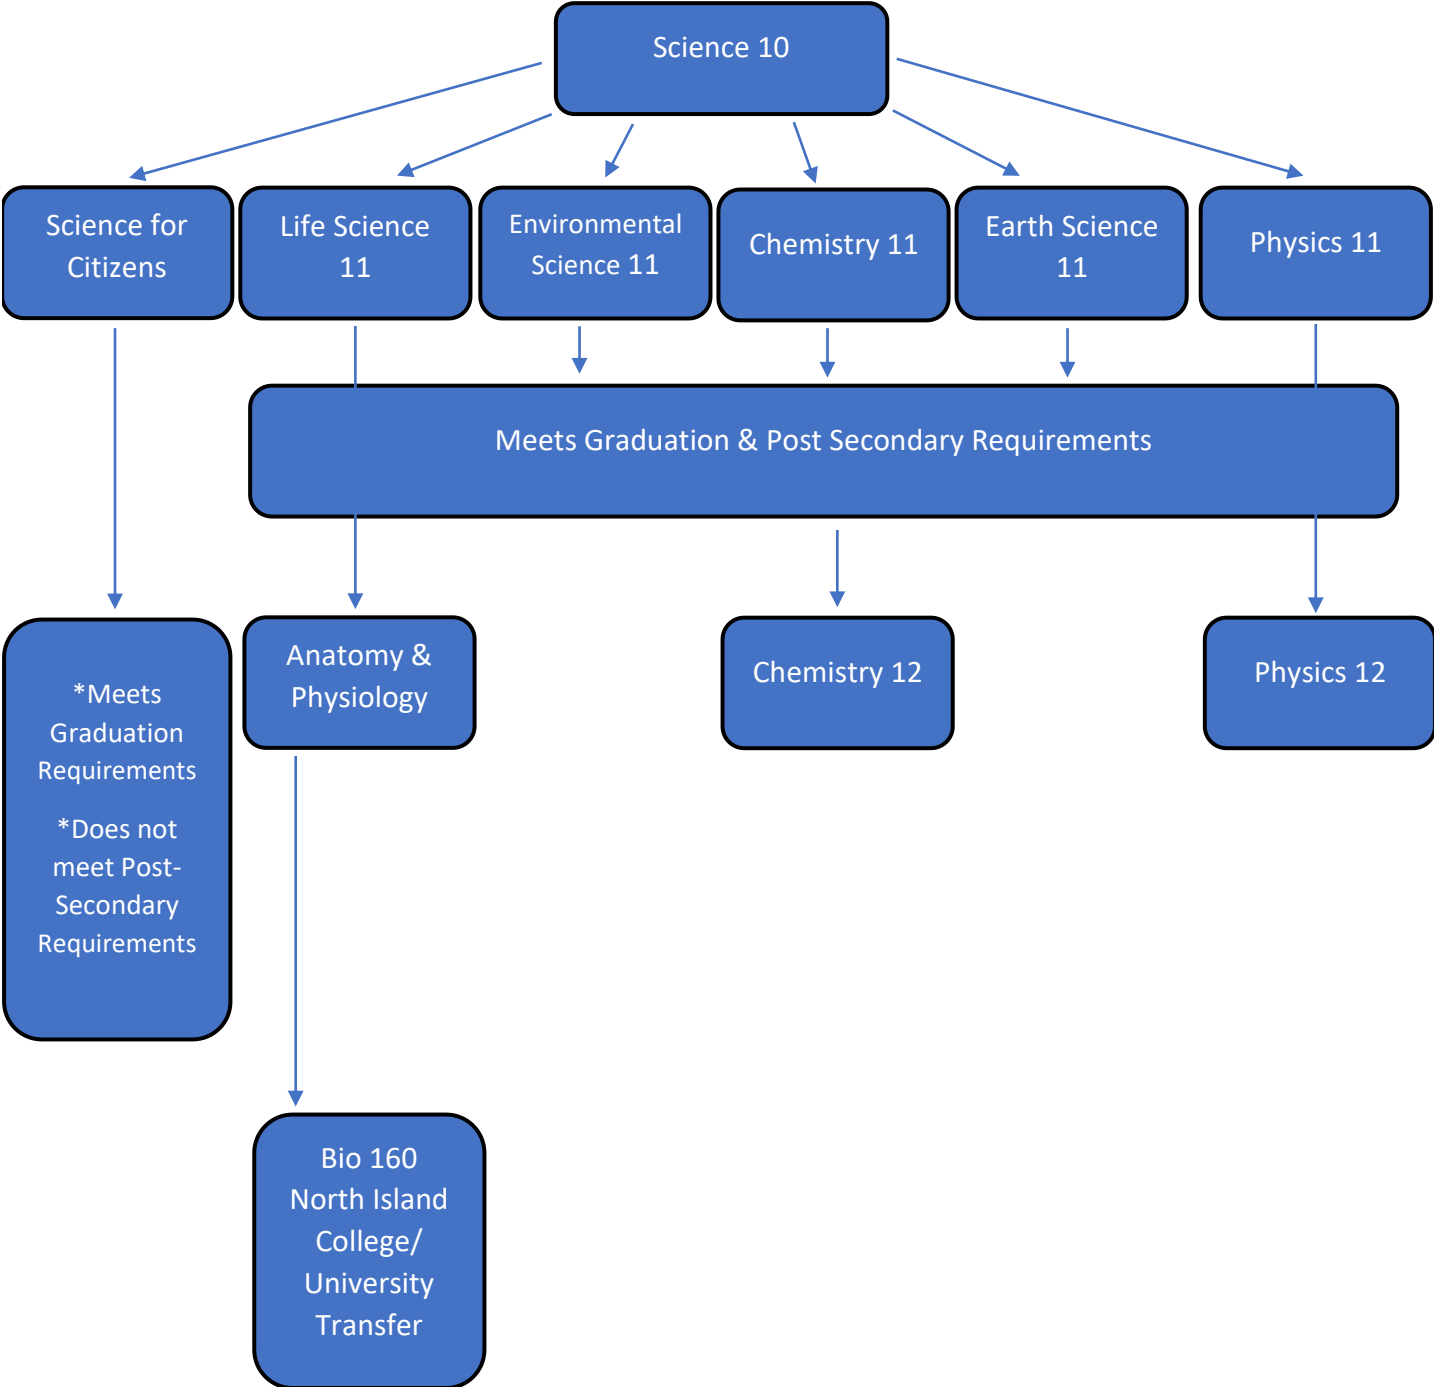 Science 10
Science for
Citizens
Life Science
11
Environmental
Science 11
Chemistry 11
Earth Science
11
Physics 11
Meets Graduation & Post Secondary Requirements
*Meets
Graduation
Requirements
*Does not
meet Post-
Secondary
Requirements
Anatomy &
Physiology
Chemistry 12
Physics 12
Bio 160
North Island
College/
University
Transfer